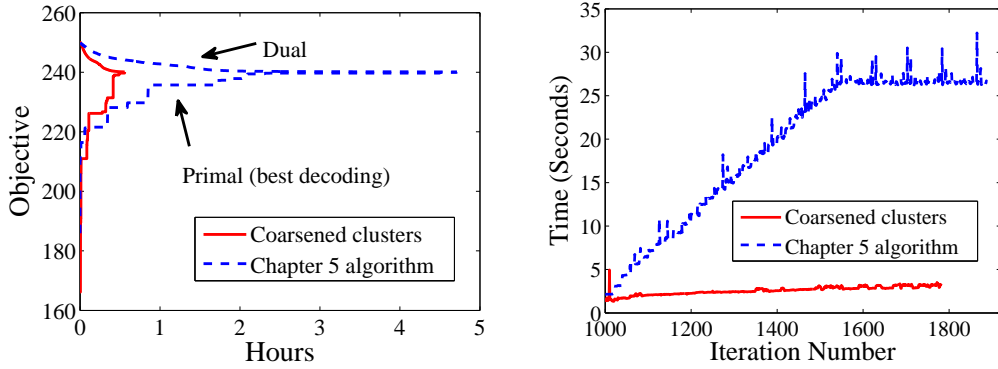 260
240
220
200
180
160
Objective
0
1
2
3
4
5
Hours
Dual
Primal (best decoding)
Coarsened clusters
Chapter 5 algorithm
35
30
25
20
15
10
5
0
Time (Seconds)
1000
1200
1400
1600
1800
Iteration Number
Coarsened clusters
Chapter 5 algorithm